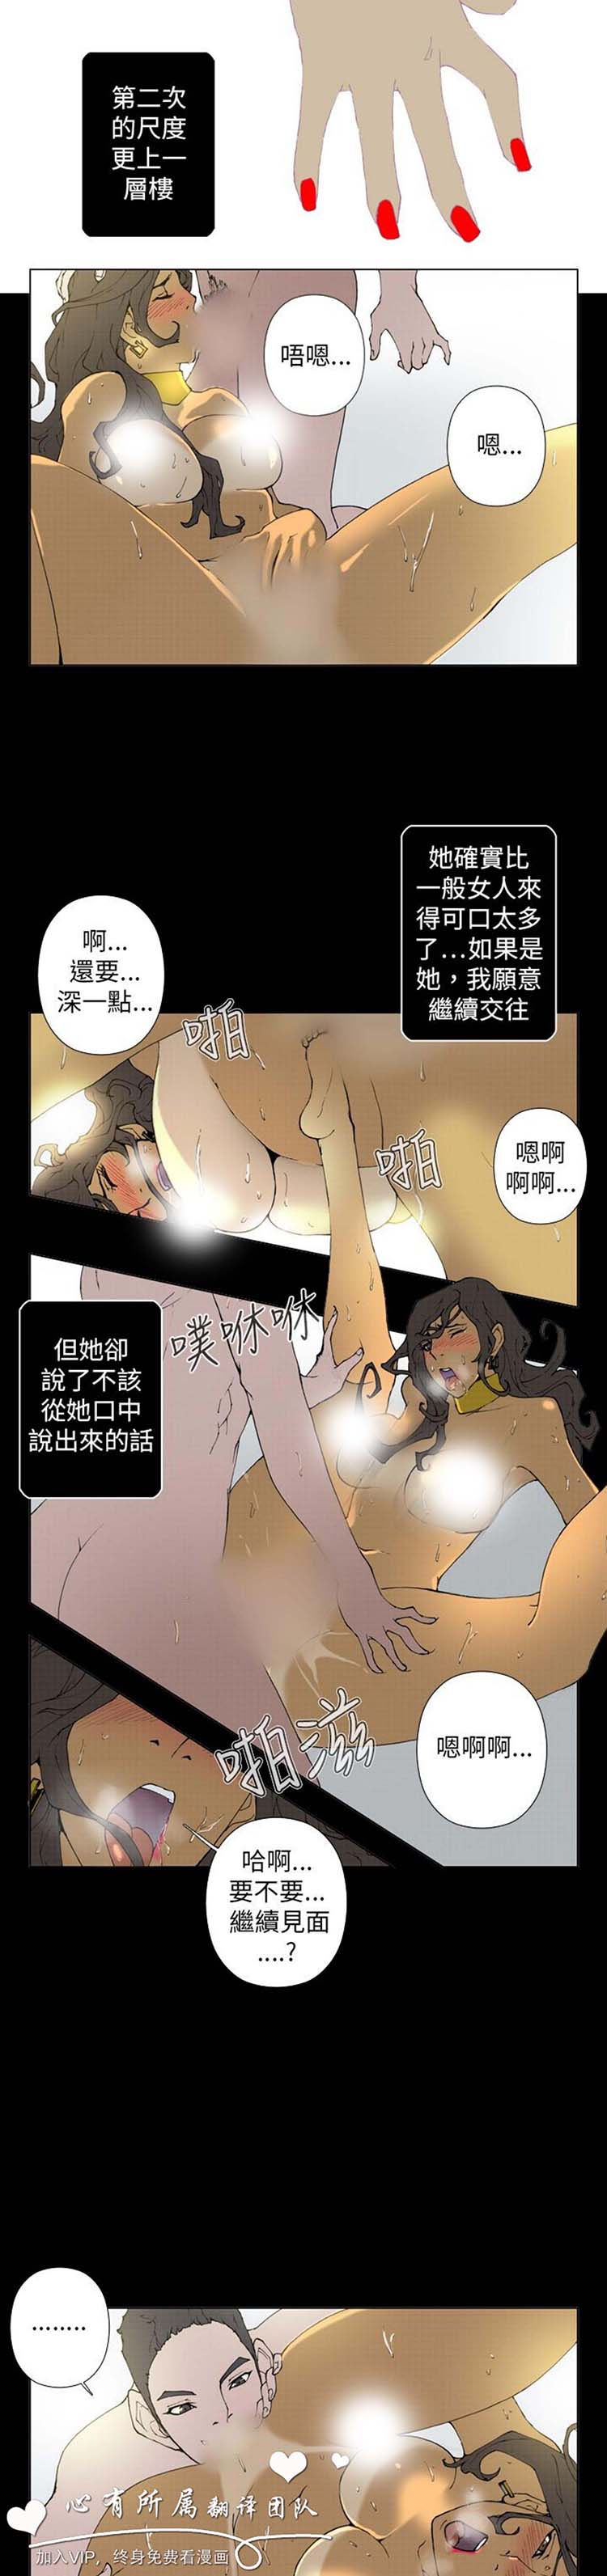 第二次
的尺度
更上一
層樓
唔嗯...
嗯...
她確實比
一般女人來
得可口太多
了...如果是
她，我願意
繼續交往
啊...
還要...
深一點...
啪
啪
嗯啊
啊啊...
但她卻
說了不該
從她口中
說出來的話
噗咻咻
啪滋
嗯啊啊...
哈啊...
要不要...
繼續見面
....?
........
心有所属翻译团队
加入VIP，终身免费看漫画